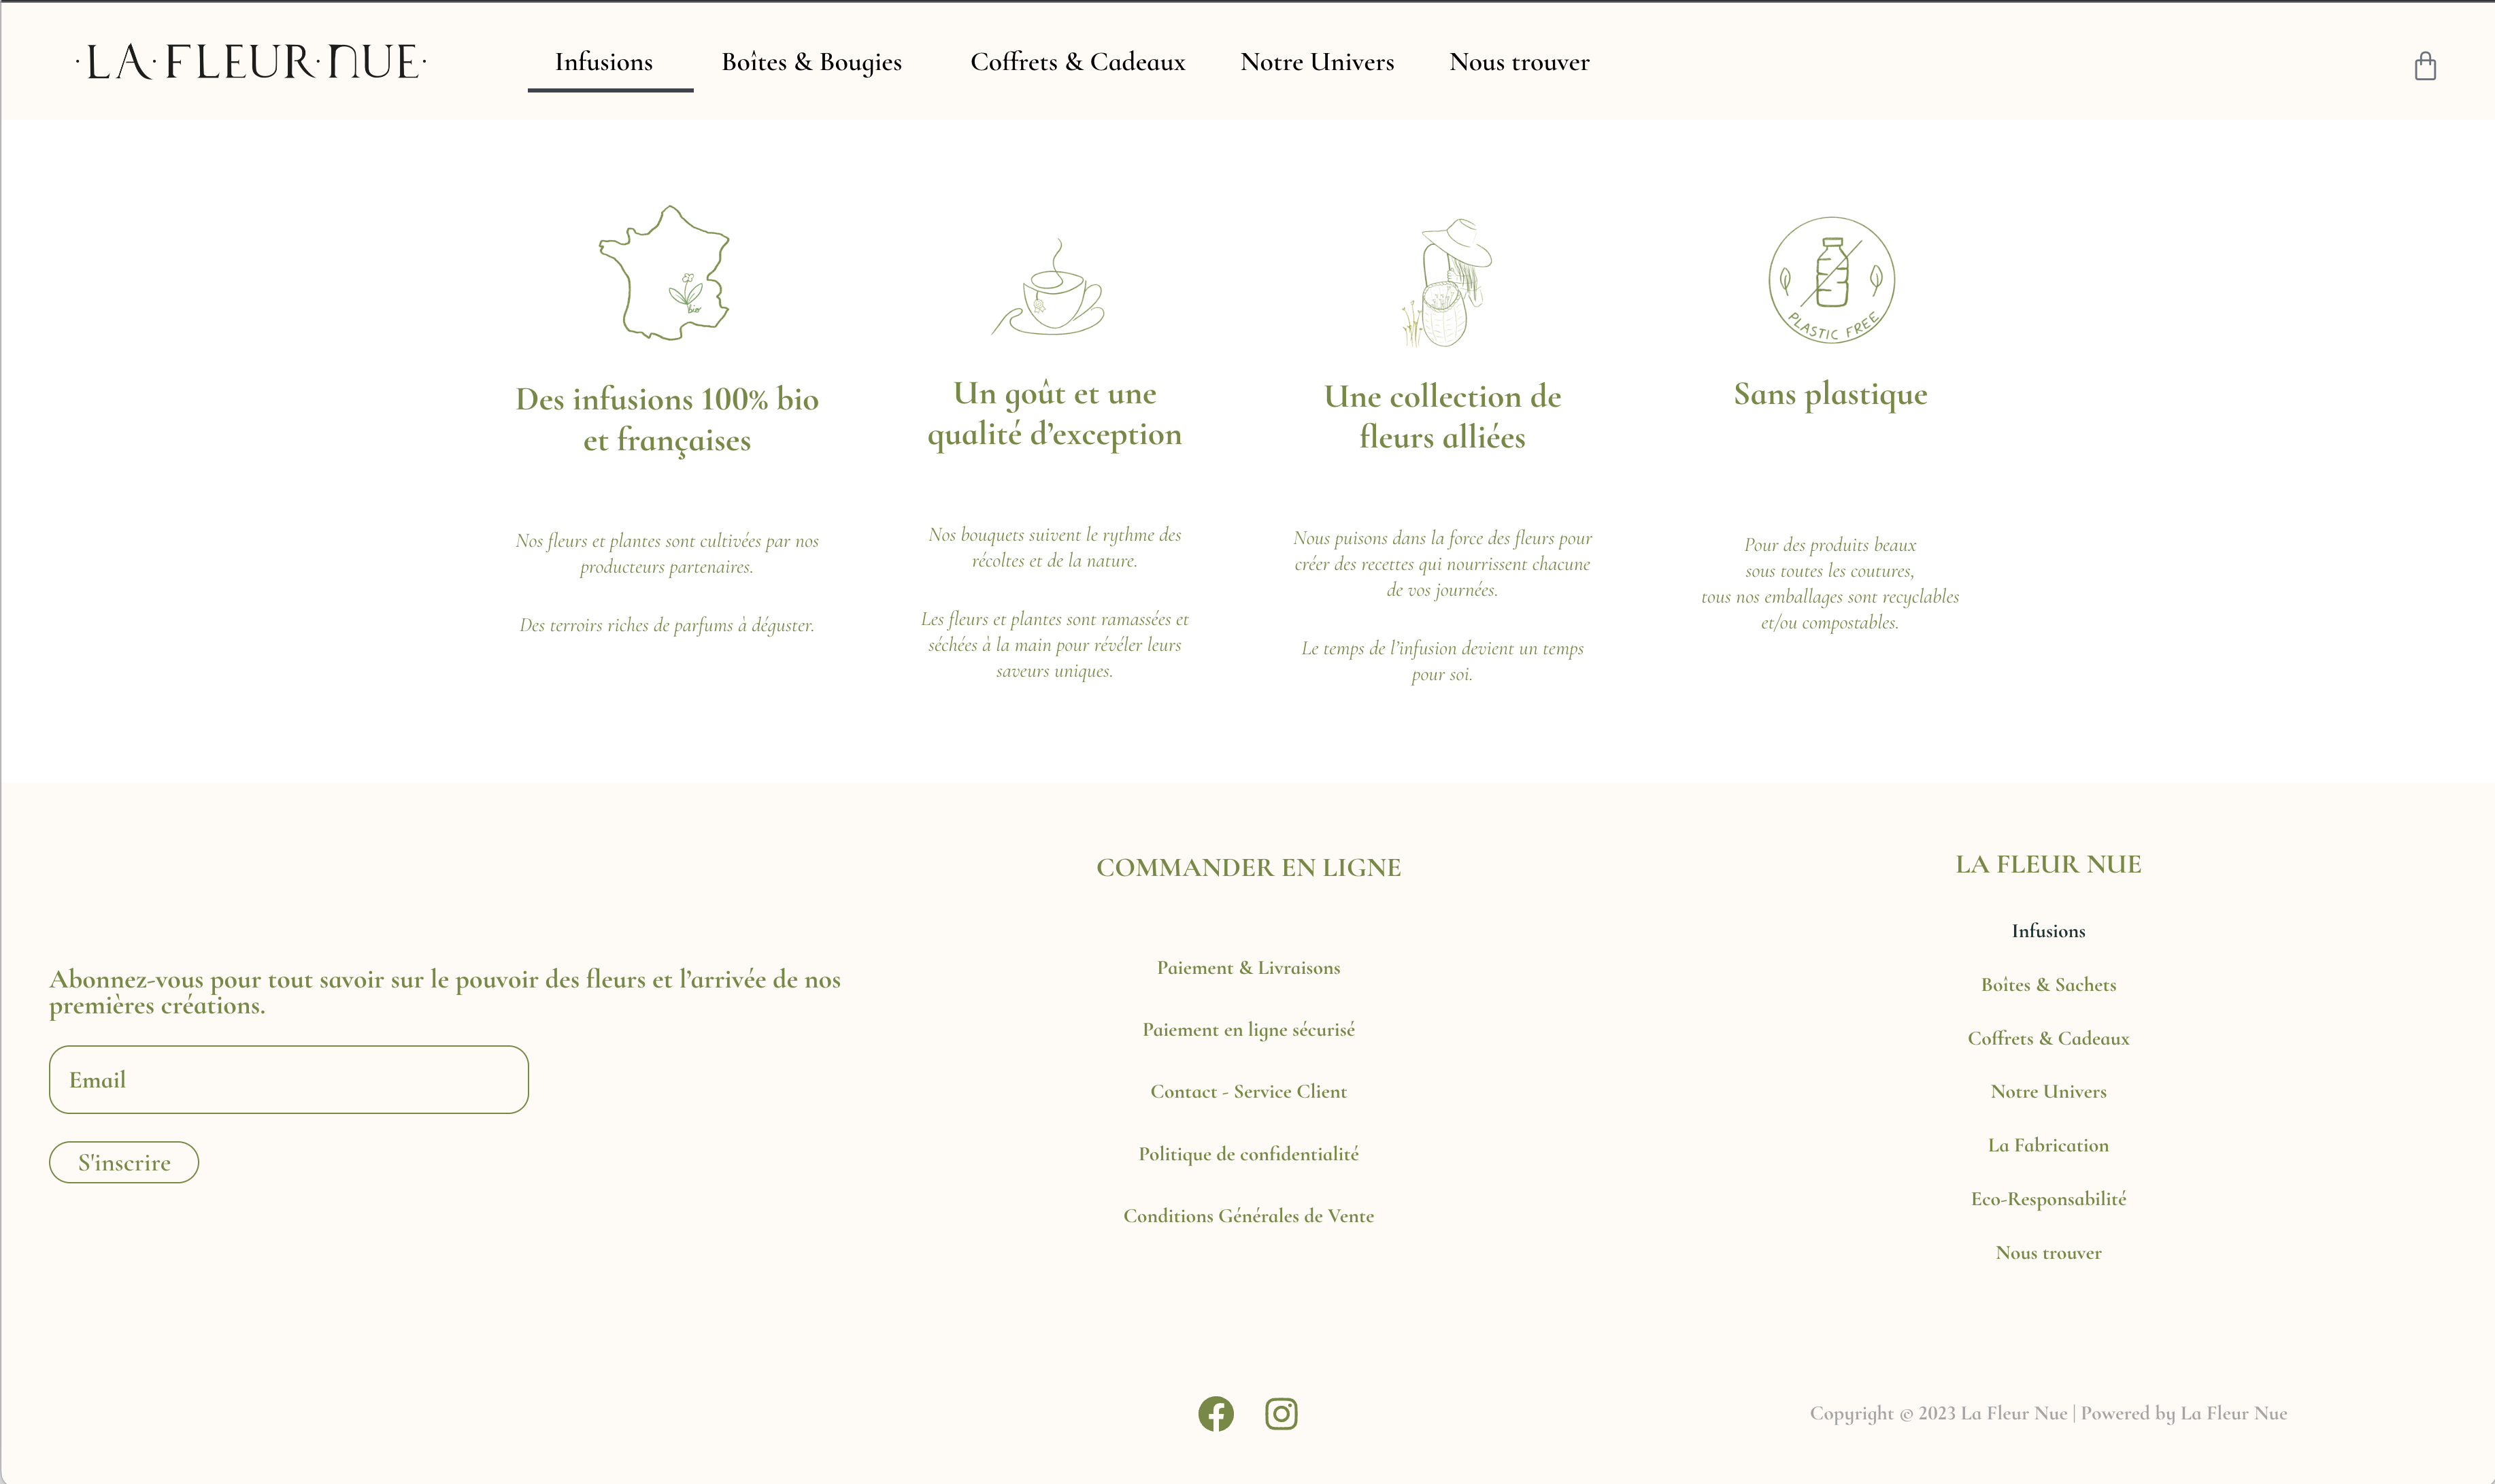 ·LA·FLEUR·NUE·
Infusions
Boîtes & Bougies
Coffrets & Cadeaux
Notre Univers
Nous trouver
bio
PLASTIC FREE
Des infusions 100% bio
et françaises
Nos fleurs et plantes sont cultivées par nos
producteurs partenaires.
Des terroirs riches de parfums à déguster.
Un goût et une
qualité d’exception
Nos bouquets suivent le rythme des
récoltes et de la nature.
Les fleurs et plantes sont ramassées et
séchées à la main pour révéler leurs
saveurs uniques.
Une collection de
fleurs alliées
Nous puisons dans la force des fleurs pour
créer des recettes qui nourrissent chacune
de vos journées.
Le temps de l’infusion devient un temps
pour soi.
Sans plastique
Pour des produits beaux
sous toutes les coutures,
tous nos emballages sont recyclables
et/ou compostables.
Abonnez-vous pour tout savoir sur le pouvoir des fleurs et l’arrivée de nos
premières créations.
Email
S'inscrire
COMMANDER EN LIGNE
Paiement & Livraisons
Paiement en ligne sécurisé
Contact - Service Client
Politique de confidentialité
Conditions Générales de Vente
LA FLEUR NUE
Infusions
Boîtes & Sachets
Coffrets & Cadeaux
Notre Univers
La Fabrication
Eco-Responsabilité
Nous trouver
Copyright © 2023 La Fleur Nue | Powered by La Fleur Nue